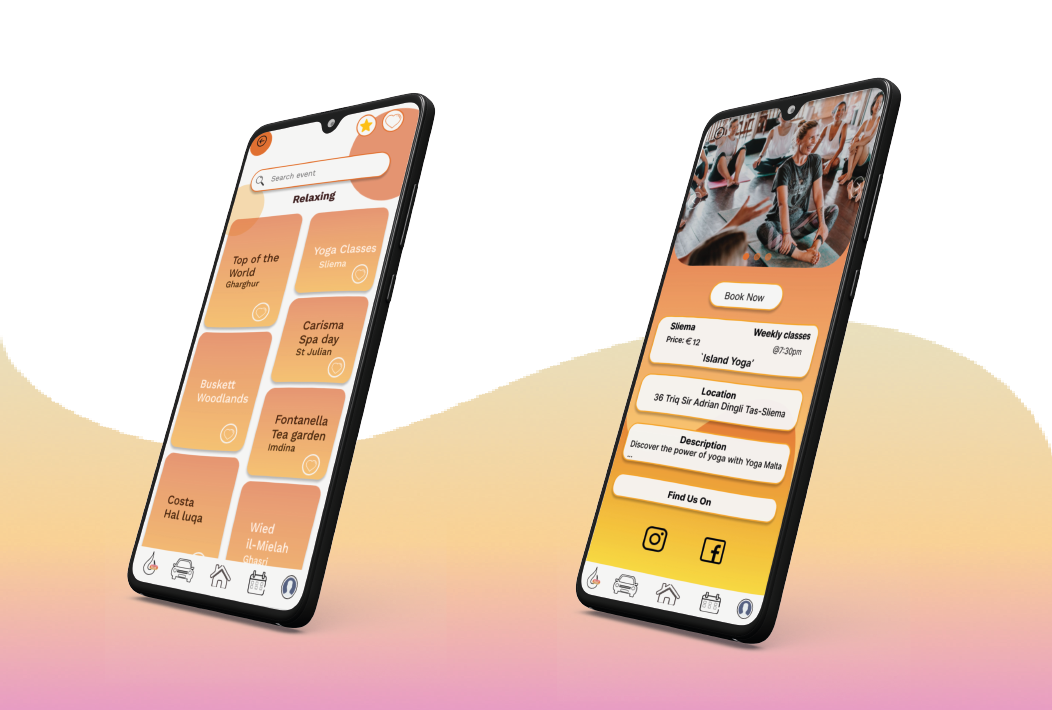 Search event
Relaxing
Top of the
World
Gharghur
Yoga Classes
Sliema
Carisma
Spa day
St Julian
Buskett
Woodlands
Fontanella
Tea garden
Imdina
Costa
Hal luqa
Wied
il-Mielah
Ghasri
Book Now
Sliema
Weekly classes
Price: € 12
@7:30pm
'Island Yoga'
Location
36 Triq Sir Adrian Dingli Tas-Sliema
Description
Discover the power of yoga with Yoga Malta
...
Find Us On